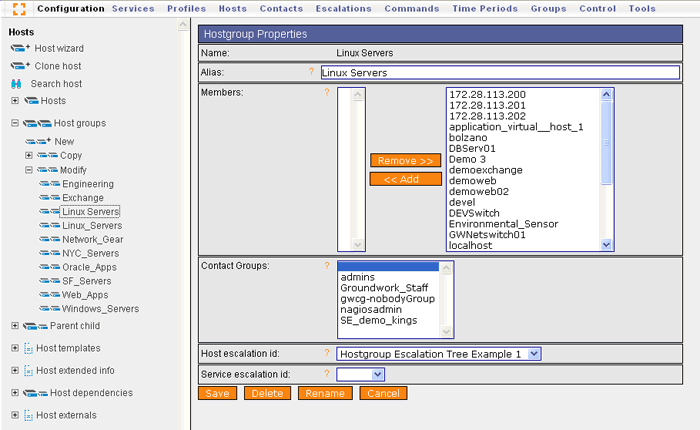 Configuration Services Profiles Hosts Contacts Escalations Commands Time Periods Groups Control Tools
Hosts
Host wizard
Clone host
Search host
Hosts
Host groups
New
Copy
Modify
Engineering
Exchange
Linux Servers
Linux_Servers
Network_Gear
NYC_Servers
Oracle_Apps
SF_Servers
Web_Apps
Windows_Servers
Parent child
Host templates
Host extended info
Host dependencies
Host externals
Hostgroup Properties
Name: Linux Servers
Alias: ? Linux Servers
Members: ?
Remove >>
<< Add
172.28.113.200
172.28.113.201
172.28.113.202
application_virtual__host_1
bolzano
DBServ01
Demo 3
demoexchange
demoweb
demoweb02
devel
DEVSwitch
Environmental_Sensor
GWNetswitch01
localhost
Contact Groups: ?
admins
Groundwork_Staff
gwcg-nobodyGroup
nagiosadmin
SE_demo_kings
Host escalation id: ? Hostgroup Escalation Tree Example 1
Service escalation id: ?
Save Delete Rename Cancel